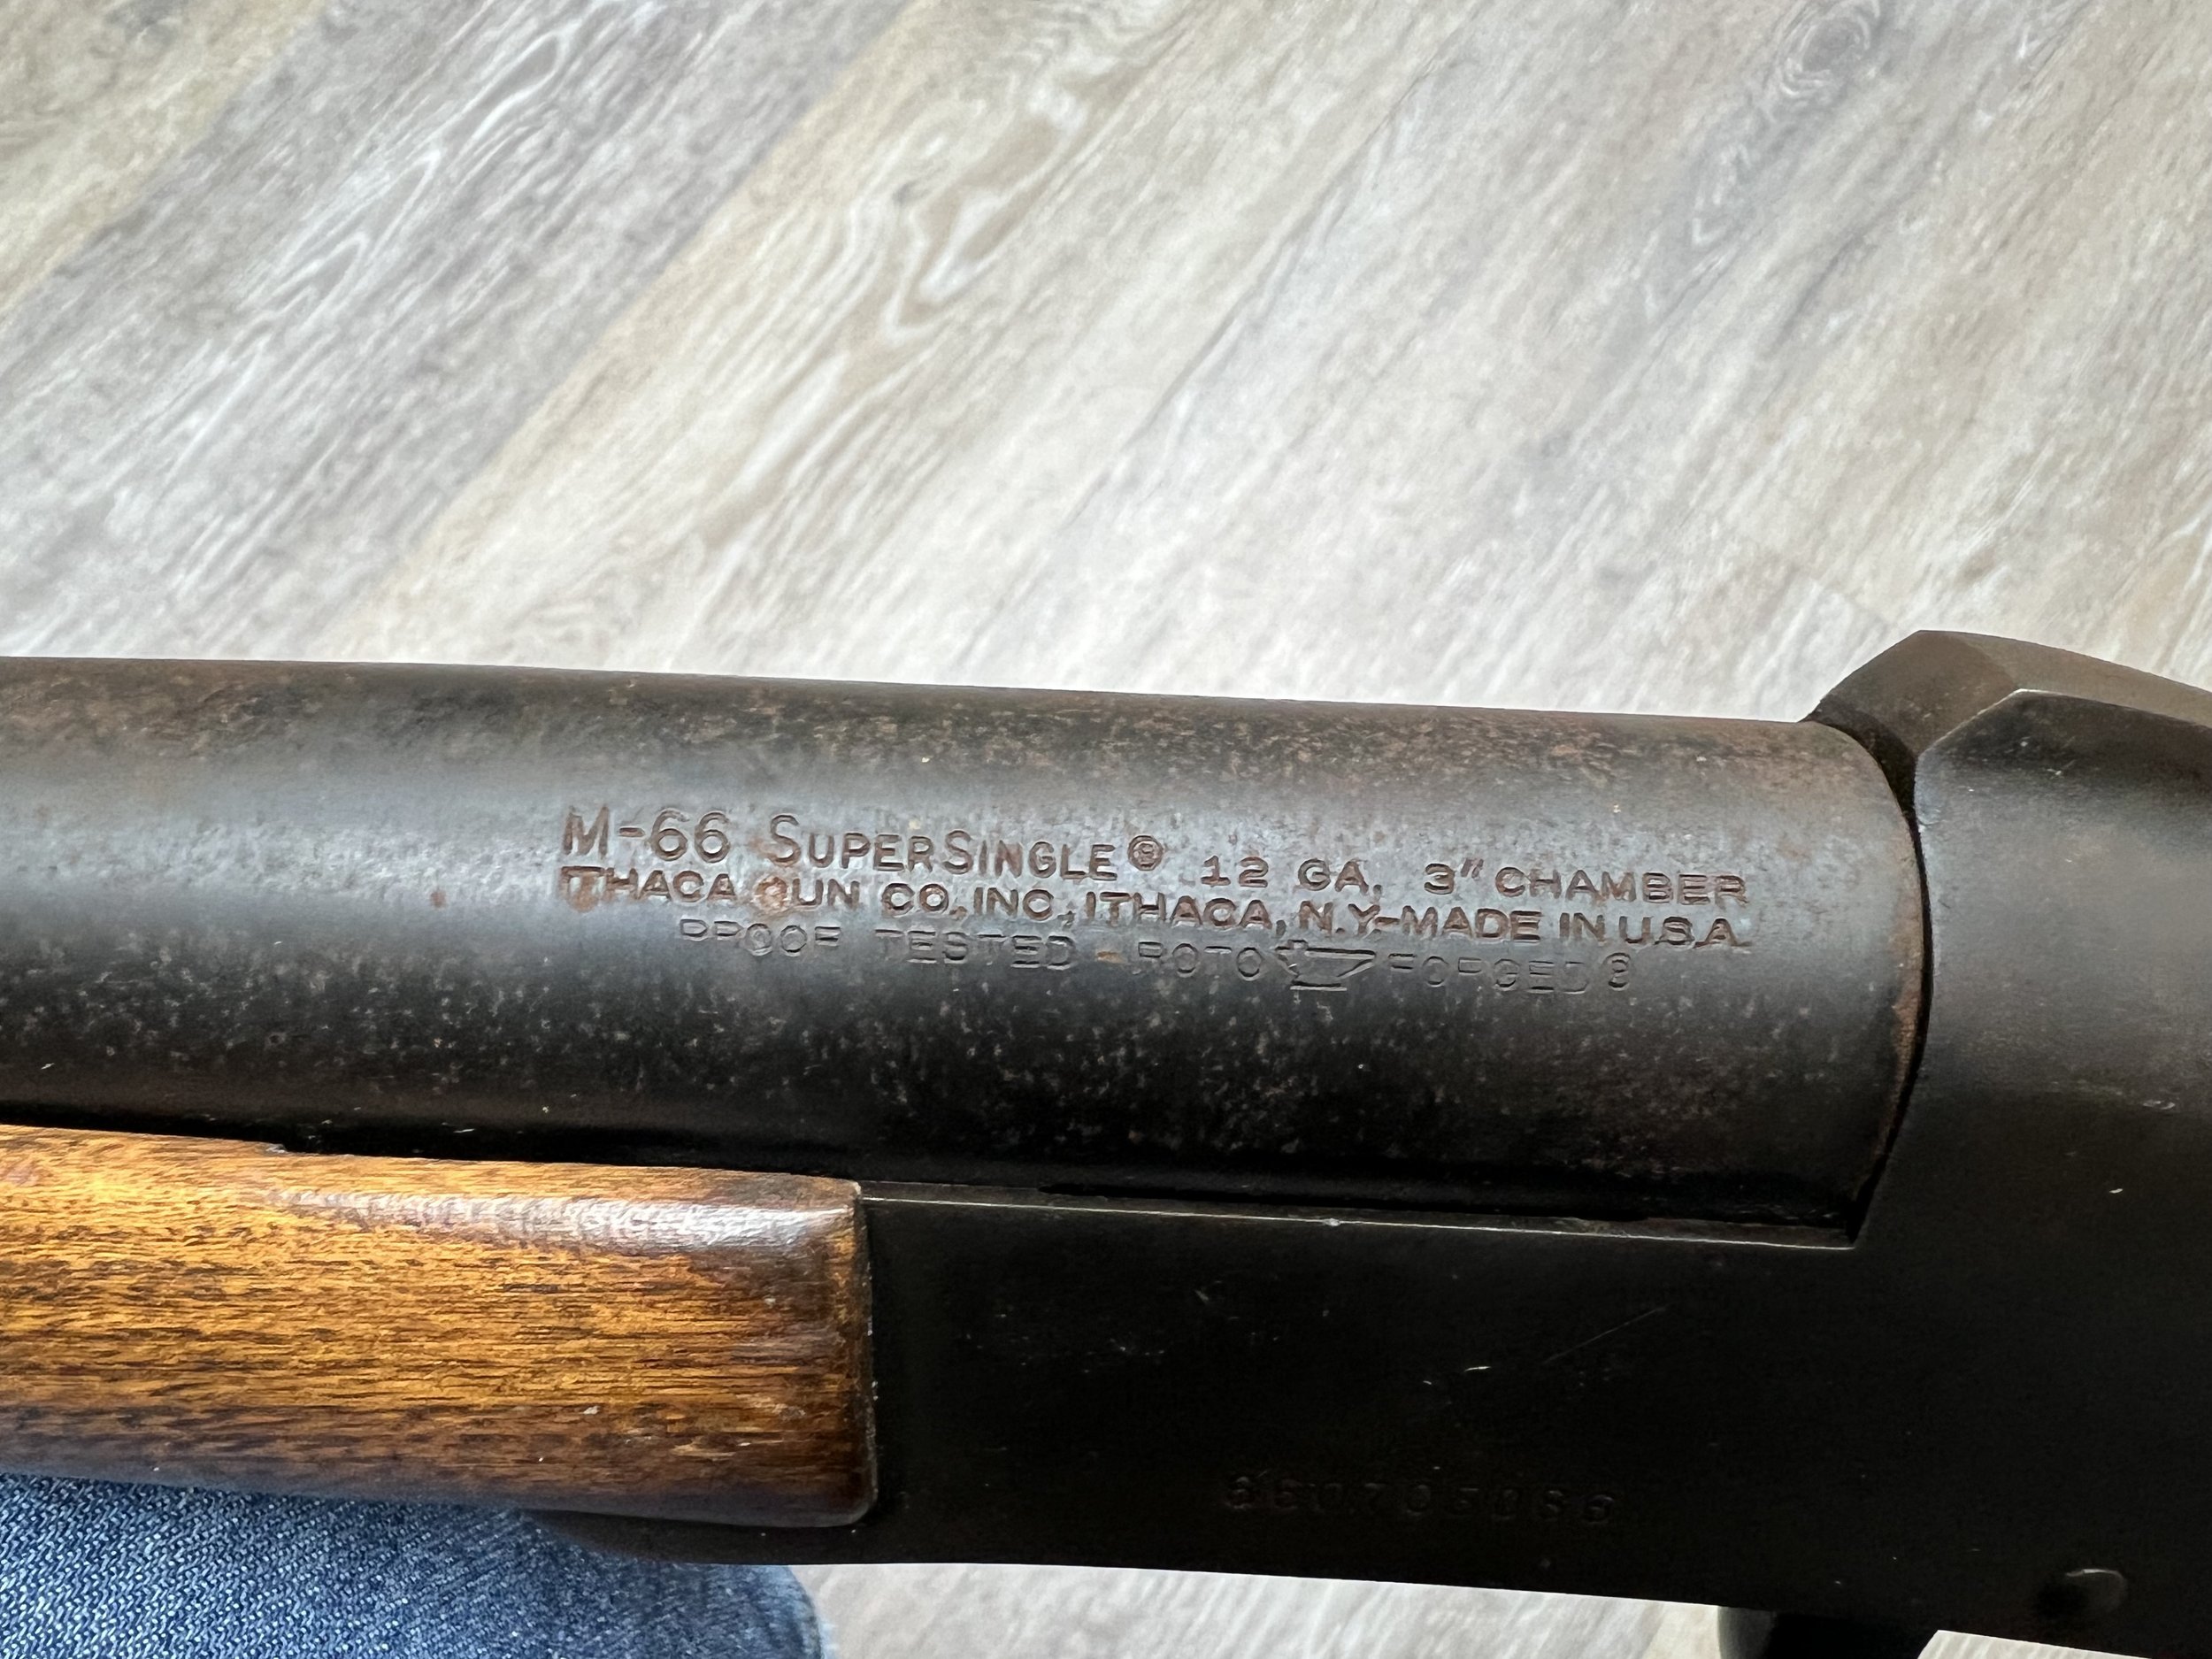 M-66 SUPERSINGLE® 12 GA. 3" CHAMBER
ITHACA GUN CO., INC., ITHACA, N.Y.-MADE IN U.S.A.
PROOF TESTED - ROTO FORGED®